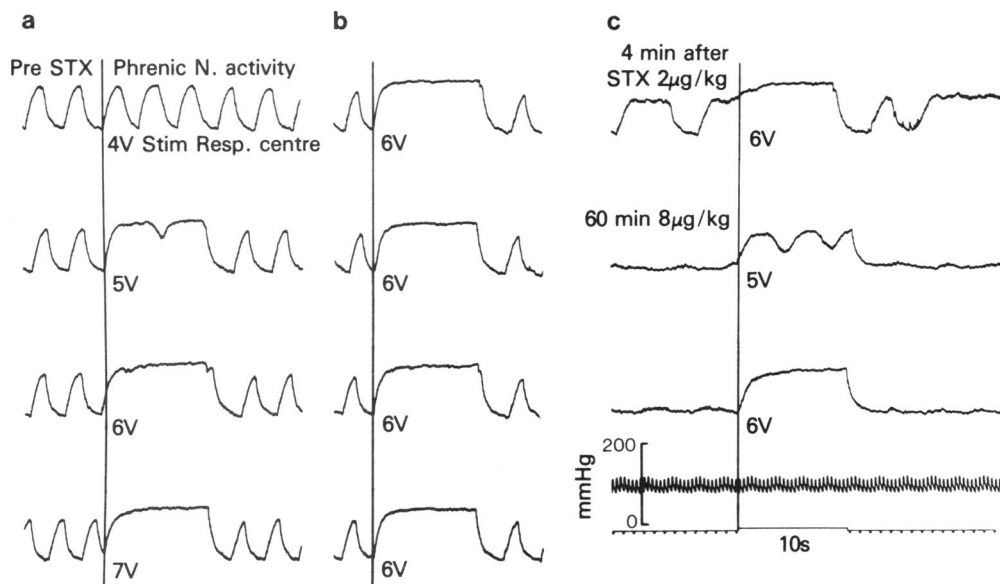 a
Pre STX Phrenic N. activity
4V Stim Resp. centre
5V
6V
7V
b
6V
6V
6V
6V
c
4 min after
STX 2µg/kg
6V
60 min 8µg/kg
5V
6V
200
mmHg
0
10s